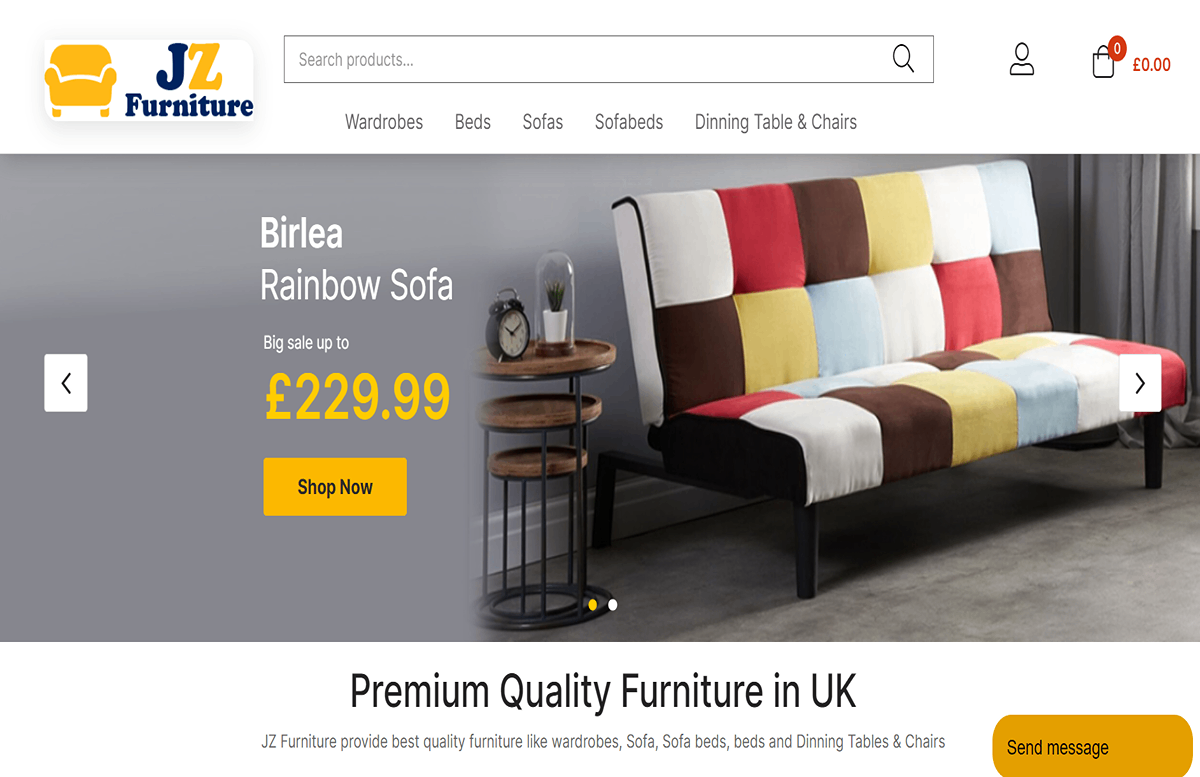 JZ
Furniture
Search products...
0
£0.00
Wardrobes Beds Sofas Sofabeds Dinning Table & Chairs
Birlea
Rainbow Sofa
Big sale up to
£229.99
Shop Now
Premium Quality Furniture in UK
JZ Furniture provide best quality furniture like wardrobes, Sofa, Sofa beds, beds and Dinning Tables & Chairs
Send message